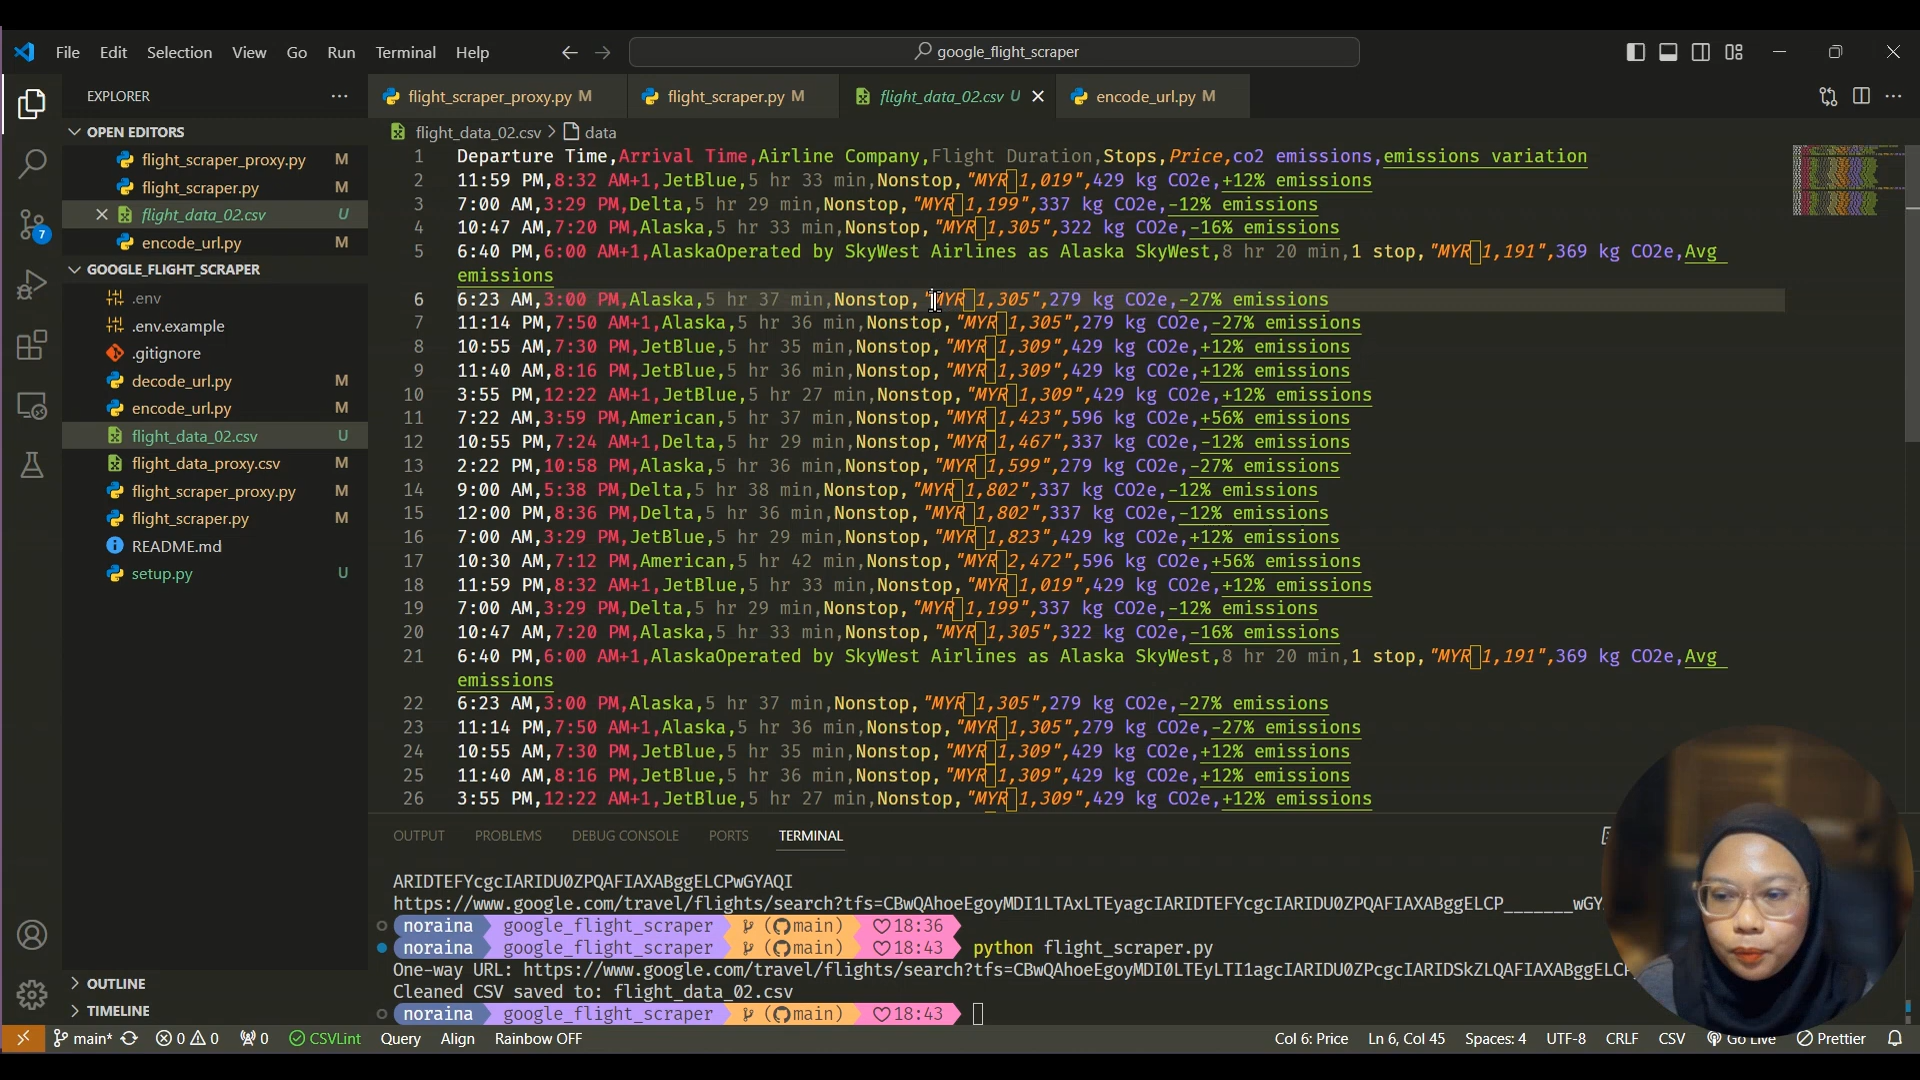 File Edit Selection View Go Run Terminal Help
google_flight_scraper
EXPLORER
flight_scraper_proxy.py M
flight_scraper.py M
flight_data_02.csv U
encode_url.py M
OPEN EDITORS
flight_scraper_proxy.py M
flight_scraper.py M
flight_data_02.csv U
encode_url.py M
GOOGLE_FLIGHT_SCRAPER
.env
.env.example
.gitignore
decode_url.py M
encode_url.py M
flight_data_02.csv U
flight_data_proxy.csv M
flight_scraper_proxy.py M
flight_scraper.py M
README.md
setup.py U
OUTLINE
TIMELINE
7
flight_data_02.csv > data
1 Departure Time,Arrival Time,Airline Company,Flight Duration,Stops,Price,co2 emissions,emissions variation
2 11:59 PM,8:32 AM+1,JetBlue,5 hr 33 min,Nonstop,"MYR 1,019",429 kg CO2e,+12% emissions
3 7:00 AM,3:29 PM,Delta,5 hr 29 min,Nonstop,"MYR 1,199",337 kg CO2e,-12% emissions
4 10:47 AM,7:20 PM,Alaska,5 hr 33 min,Nonstop,"MYR 1,305",322 kg CO2e,-16% emissions
5 6:40 PM,6:00 AM+1,AlaskaOperated by SkyWest Airlines as Alaska SkyWest,8 hr 20 min,1 stop,"MYR 1,191",369 kg CO2e,Avg
emissions
6 6:23 AM,3:00 PM,Alaska,5 hr 37 min,Nonstop,"MYR 1,305",279 kg CO2e,-27% emissions
7 11:14 PM,7:50 AM+1,Alaska,5 hr 36 min,Nonstop,"MYR 1,305",279 kg CO2e,-27% emissions
8 10:55 AM,7:30 PM,JetBlue,5 hr 35 min,Nonstop,"MYR 1,309",429 kg CO2e,+12% emissions
9 11:40 AM,8:16 PM,JetBlue,5 hr 36 min,Nonstop,"MYR 1,309",429 kg CO2e,+12% emissions
10 3:55 PM,12:22 AM+1,JetBlue,5 hr 27 min,Nonstop,"MYR 1,309",429 kg CO2e,+12% emissions
11 7:22 AM,3:59 PM,American,5 hr 37 min,Nonstop,"MYR 1,423",596 kg CO2e,+56% emissions
12 10:55 PM,7:24 AM+1,Delta,5 hr 29 min,Nonstop,"MYR 1,467",337 kg CO2e,-12% emissions
13 2:22 PM,10:58 PM,Alaska,5 hr 36 min,Nonstop,"MYR 1,599",279 kg CO2e,-27% emissions
14 9:00 AM,5:38 PM,Delta,5 hr 38 min,Nonstop,"MYR 1,802",337 kg CO2e,-12% emissions
15 12:00 PM,8:36 PM,Delta,5 hr 36 min,Nonstop,"MYR 1,802",337 kg CO2e,-12% emissions
16 7:00 AM,3:29 PM,JetBlue,5 hr 29 min,Nonstop,"MYR 1,823",429 kg CO2e,+12% emissions
17 10:30 AM,7:12 PM,American,5 hr 42 min,Nonstop,"MYR 2,472",596 kg CO2e,+56% emissions
18 11:59 PM,8:32 AM+1,JetBlue,5 hr 33 min,Nonstop,"MYR 1,019",429 kg CO2e,+12% emissions
19 7:00 AM,3:29 PM,Delta,5 hr 29 min,Nonstop,"MYR 1,199",337 kg CO2e,-12% emissions
20 10:47 AM,7:20 PM,Alaska,5 hr 33 min,Nonstop,"MYR 1,305",322 kg CO2e,-16% emissions
21 6:40 PM,6:00 AM+1,AlaskaOperated by SkyWest Airlines as Alaska SkyWest,8 hr 20 min,1 stop,"MYR 1,191",369 kg CO2e,Avg
emissions
22 6:23 AM,3:00 PM,Alaska,5 hr 37 min,Nonstop,"MYR 1,305",279 kg CO2e,-27% emissions
23 11:14 PM,7:50 AM+1,Alaska,5 hr 36 min,Nonstop,"MYR 1,305",279 kg CO2e,-27% emissions
24 10:55 AM,7:30 PM,JetBlue,5 hr 35 min,Nonstop,"MYR 1,309",429 kg CO2e,+12% emissions
25 11:40 AM,8:16 PM,JetBlue,5 hr 36 min,Nonstop,"MYR 1,309",429 kg CO2e,+12% emissions
26 3:55 PM,12:22 AM+1,JetBlue,5 hr 27 min,Nonstop,"MYR 1,309",429 kg CO2e,+12% emissions
OUTPUT PROBLEMS DEBUG CONSOLE PORTS TERMINAL
ARIDTEFYcgcIARIDU0ZPQAFIAXABggELCPwGYAQI
https://www.google.com/travel/flights/search?tfs=CBwQAhoeEgoyMDI1LTAxLTEyagcIARIDTEFYcgcIARIDU0ZPQAFIAXABggELCP_______wGY
noraina google_flight_scraper (main) 18:36
noraina google_flight_scraper (main) 18:43 python flight_scraper.py
One-way URL: https://www.google.com/travel/flights/search?tfs=CBwQAhoeEgoyMDI0LTEyLTI1agcIARIDU0ZPcgcIARIDSkZLQAFIAXABggELC
Cleaned CSV saved to: flight_data_02.csv
noraina google_flight_scraper (main) 18:43
main* 0 0 0 CSVLint Query Align Rainbow OFF Col 6: Price Ln 6, Col 45 Spaces: 4 UTF-8 CRLF CSV Go Live Prettier